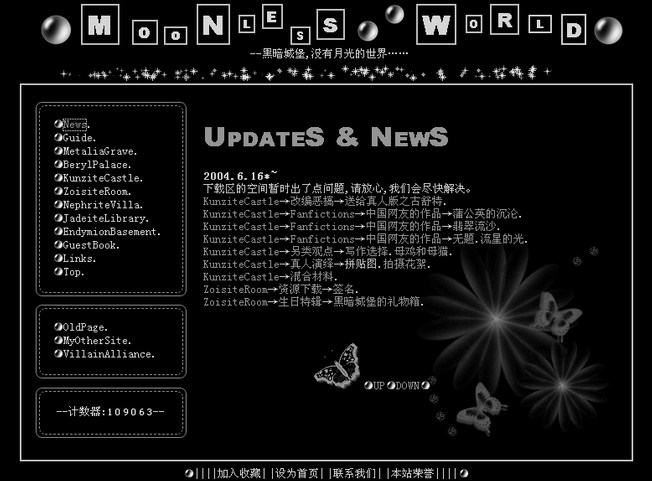 MOONLESS WORLD
--黑暗城堡,没有月光的世界……
News.
Guide.
MetaliaGrave.
BerylPalace.
KunziteCastle.
ZoisiteRoom.
NephriteVilla.
JadeiteLibrary.
EndymionBasement.
GuestBook.
Links.
Top.
OldPage.
MyOtherSite.
VillainAlliance.
--计数器:109063--
UPDATES & NEWS
2004.6.16*~
下载区的空间暂时出了点问题,请放心,我们会尽快解决。
KunziteCastle→改编恶搞→送给真人版之古舒特.
KunziteCastle→Fanfictions→中国网友的作品→蒲公英的沉沦.
KunziteCastle→Fanfictions→中国网友的作品→翡翠流沙.
KunziteCastle→Fanfictions→中国网友的作品→无题.流星的光.
KunziteCastle→另类观点→写作选择.母鸡和母猫.
KunziteCastle→真人演绎→拼贴图.拍摄花絮.
KunziteCastle→混合材料.
ZoisiteRoom→资源下载→签名.
ZoisiteRoom→生日特辑→黑暗城堡的礼物箱.
UP DOWN
||||加入收藏||设为首页||联系我们||本站荣誉||||